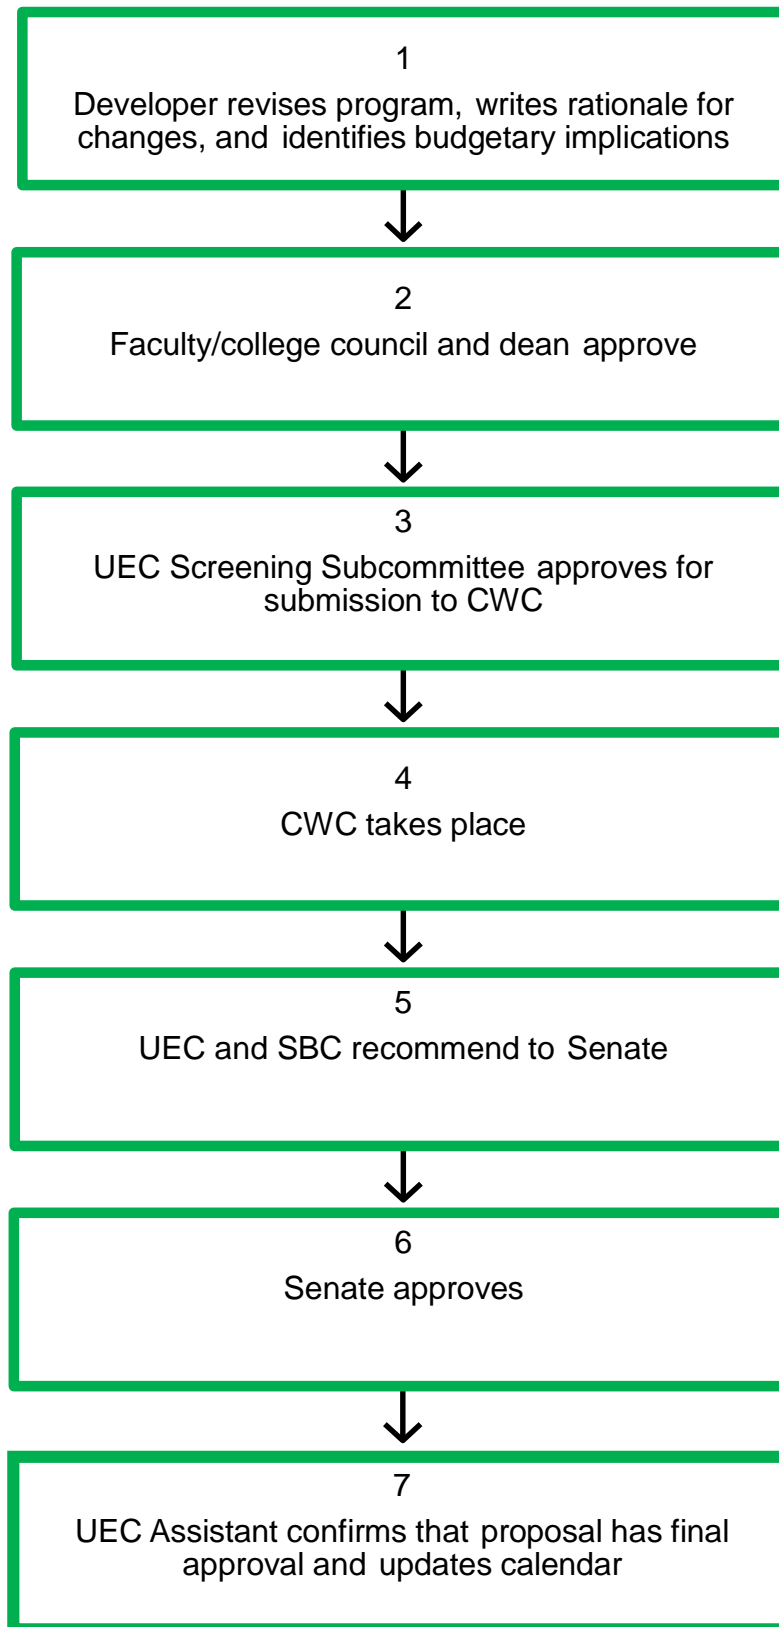 1
Developer revises program, writes rationale for
changes, and identifies budgetary implications
2
Faculty/college council and dean approve
3
UEC Screening Subcommittee approves for
submission to CWC
4
CWC takes place
5
UEC and SBC recommend to Senate
6
Senate approves
7
UEC Assistant confirms that proposal has final
approval and updates calendar